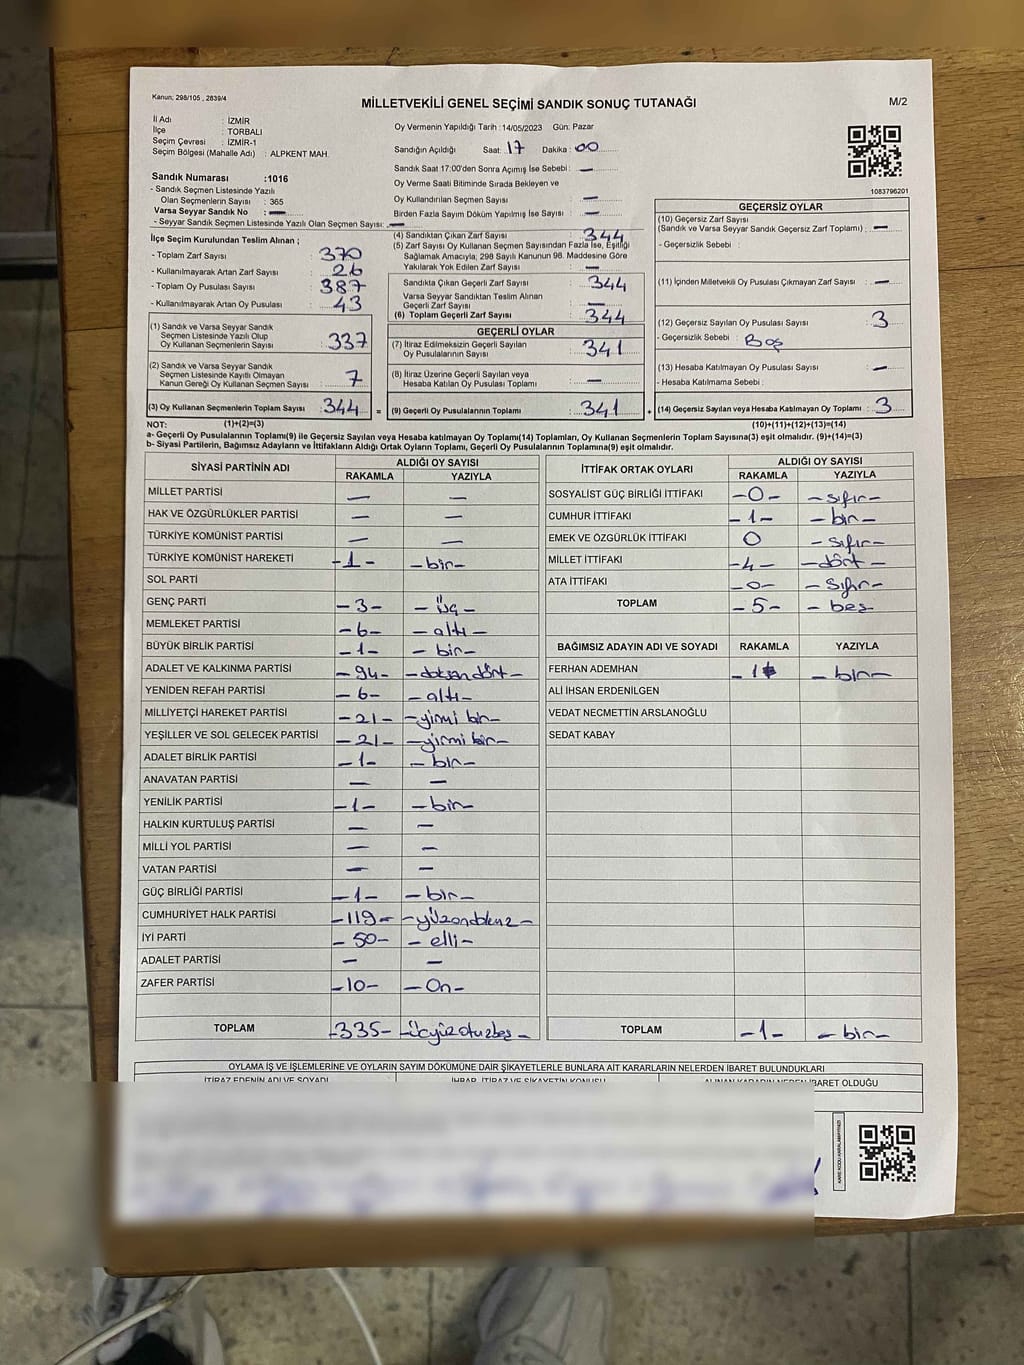 Kanun; 298/105 , 2839/4
MİLLETVEKİLİ GENEL SEÇİMİ SANDIK SONUÇ TUTANAĞI
M/2
İl Adı : İZMİR
İlçe : TORBALI
Seçim Çevresi : İZMİR-1
Seçim Bölgesi (Mahalle Adı) : ALPKENT MAH.
Sandık Numarası :1016
- Sandık Seçmen Listesinde Yazılı
Olan Seçmenlerin Sayısı : 365
Varsa Seyyar Sandık No : —
- Seyyar Sandık Listesinde Yazılı Olan Seçmen Sayısı: —
Oy Vermenin Yapıldığı Tarih :14/05/2023 Gün: Pazar
Sandığın Açıldığı Saat: 17 Dakika : 00
Sandık Saat 17:00'den Sonra Açımış İse Sebebi : —
Oy Verme Saati Bitiminde Sırada Bekleyen ve
Oy Kullandırılan Seçmen Sayısı —
Birden Fazla Sayım Döküm Yapılmış İse Sayısı : —
1083796201
İlçe Seçim Kurulundan Teslim Alınan ;
- Toplam Zarf Sayısı : 370
- Kullanılmayarak Artan Zarf Sayısı : 26
- Toplam Oy Pusulası Sayısı : 387
- Kullanılmayarak Artan Oy Pusulası : 43
(1) Sandık ve Varsa Seyyar Sandık
Seçmen Listesinde Yazılı Olup
Oy Kullanan Seçmenlerin Sayısı : 337
(2) Sandık ve Varsa Seyyar Sandık
Seçmen Listesinde Kayıtlı Olmayan
Kanun Gereği Oy Kullanan Seçmen Sayısı : 7
(3) Oy Kullanan Seçmenlerin Toplam Sayısı : 344 =
(4) Sandıktan Çıkan Zarf Sayısı : 344
(5) Zarf Sayısı Oy Kullanan Seçmen Sayısından Fazla İse, Eşitliği
Sağlamak Amacıyla; 298 Sayılı Kanunun 98. Maddesine Göre
Yakılarak Yok Edilen Zarf Sayısı : —
Sandıkta Çıkan Geçerli Zarf Sayısı : 344
Varsa Seyyar Sandıktan Teslim Alınan
Geçerli Zarf Sayısı : —
(6) Toplam Geçerli Zarf Sayısı : 344
GEÇERLİ OYLAR
(7) İtiraz Edilmeksizin Geçerli Sayılan
Oy Pusulalarının Sayısı : 341
(8) İtiraz Üzerine Geçerli Sayılan veya
Hesaba Katılan Oy Pusulası Toplamı : —
(9) Geçerli Oy Pusulalarının Toplamı : 341 +
GEÇERSİZ OYLAR
(10) Geçersiz Zarf Sayısı
(Sandık ve Varsa Seyyar Sandık Geçersiz Zarf Toplamı) : —
- Geçersizlik Sebebi :
(11) İçinden Milletvekili Oy Pusulası Çıkmayan Zarf Sayısı : —
(12) Geçersiz Sayılan Oy Pusulası Sayısı : 3
- Geçersizlik Sebebi : Boş
(13) Hesaba Katılmayan Oy Pusulası Sayısı : —
- Hesaba Katılmama Sebebi :
(14) Geçersiz Sayılan veya Hesaba Katılmayan Oy Toplamı : 3
NOT: (1)+(2)=(3) (10)+(11)+(12)+(13)=(14)
a- Geçerli Oy Pusulalarının Toplamı(9) ile Geçersiz Sayılan veya Hesaba Katılmayan Oy Toplamı(14) Toplamları, Oy Kullanan Seçmenlerin Toplam Sayısına(3) eşit olmalıdır. (9)+(14)=(3)
b- Siyasi Partilerin, Bağımsız Adayların ve İttifakların Aldığı Oyların Toplamı, Geçerli Oy Pusulalarının Toplamına(9) eşit olmalıdır.
SİYASİ PARTİNİN ADI ALDIĞI OY SAYISI
RAKAMLA YAZIYLA
MİLLET PARTİSİ — —
HAK VE ÖZGÜRLÜKLER PARTİSİ — —
TÜRKİYE KOMÜNİST PARTİSİ — —
TÜRKİYE KOMÜNİST HAREKETİ -1- -bir-
SOL PARTİ
GENÇ PARTİ -3- -üç-
MEMLEKET PARTİSİ -6- -altı-
BÜYÜK BİRLİK PARTİSİ -1- -bir-
ADALET VE KALKINMA PARTİSİ -94- -doksan dört-
YENİDEN REFAH PARTİSİ -6- -altı-
MİLLİYETÇİ HAREKET PARTİSİ -21- -yirmi bir-
YEŞİLLER VE SOL GELECEK PARTİSİ -21- -yirmi bir-
ADALET BİRLİK PARTİSİ -1- -bir-
ANAVATAN PARTİSİ — —
YENİLİK PARTİSİ -1- -bir-
HALKIN KURTULUŞ PARTİSİ — —
MİLLİ YOL PARTİSİ — —
VATAN PARTİSİ — —
GÜÇ BİRLİĞİ PARTİSİ -1- -bir-
CUMHURİYET HALK PARTİSİ -119-
İYİ PARTİ -50- -elli-
ADALET PARTİSİ — —
ZAFER PARTİSİ -10- -On-
TOPLAM -335- -üçyüzotuzbeş-
İTTİFAK ORTAK OYLARI ALDIĞI OY SAYISI
RAKAMLA YAZIYLA
SOSYALİST GÜÇ BİRLİĞİ İTTİFAKI -0- -sıfır-
CUMHUR İTTİFAKI -1- -bir-
EMEK VE ÖZGÜRLÜK İTTİFAKI 0 -sıfır-
MİLLET İTTİFAKI -4- -dört-
ATA İTTİFAKI -0- -sıfır-
TOPLAM -5- -beş-
BAĞIMSIZ ADAYIN ADI VE SOYADI RAKAMLA YAZIYLA
FERHAN ADEMHAN -1 -bir-
ALİ İHSAN ERDENİLGEN
VEDAT NECMETTİN ARSLANOĞLU
SEDAT KABAY
TOPLAM -1- -bir-
OYLAMA İŞ VE İŞLEMLERİNE VE OYLARIN SAYIM DÖKÜMÜNE DAİR ŞİKAYETLERLE BUNLARA AİT KARARLARIN NELERDEN İBARET BULUNDUKLARI
İTİRAZ EDENİN ADI VE SOYADI İHBAR, İTİRAZ VE ŞİKAYETİN KONUSU ALINAN KARARIN NEDEN İBARET OLDUĞU